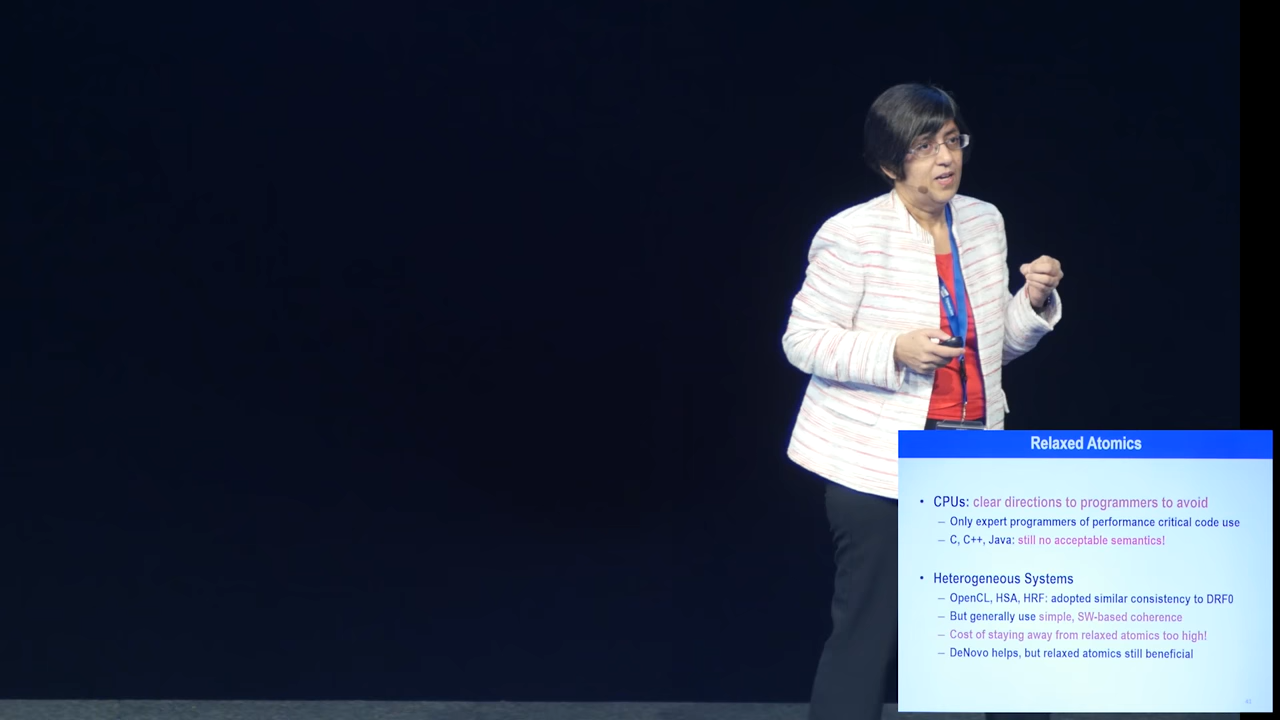 Relaxed Atomics
• CPUs: clear directions to programmers to avoid
– Only expert programmers of performance critical code use
– C, C++, Java: still no acceptable semantics!
• Heterogeneous Systems
– OpenCL, HSA, HRF: adopted similar consistency to DRF0
– But generally use simple, SW-based coherence
– Cost of staying away from relaxed atomics too high!
– DeNovo helps, but relaxed atomics still beneficial